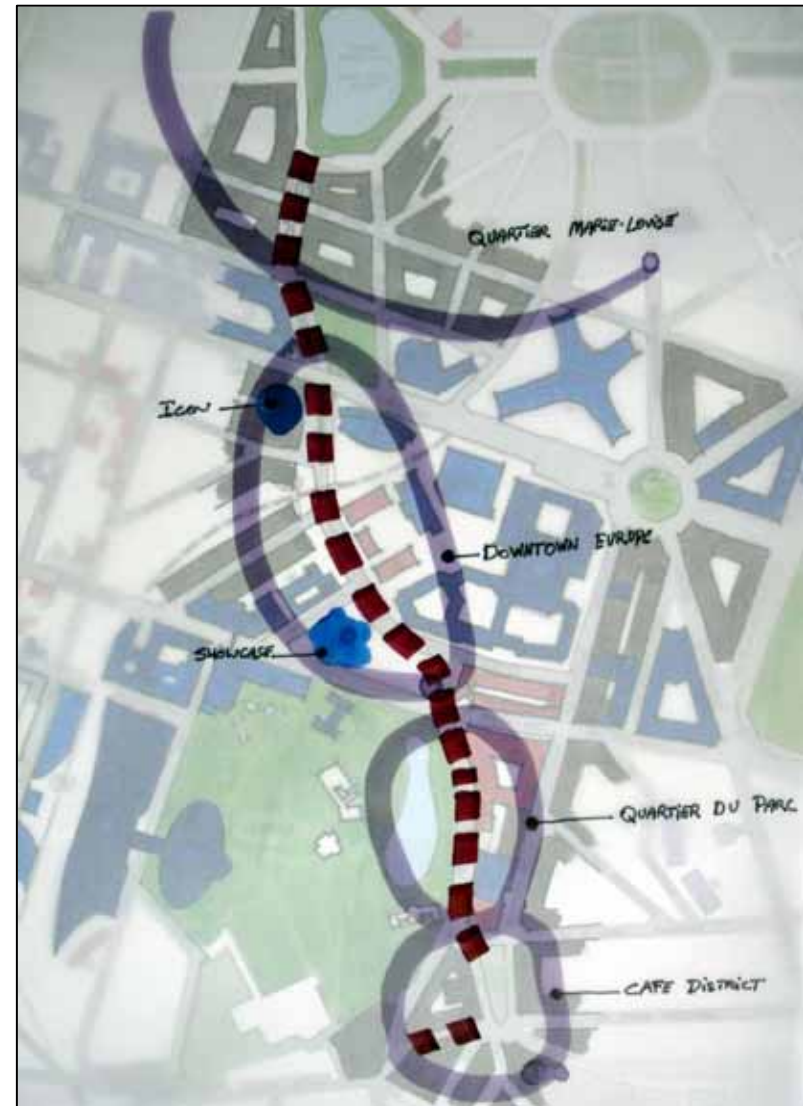 QUARTIER MARIE-LOUISE
ICON
DOWNTOWN EUROPE
SHOWCASE
QUARTIER DU PARC
CAFE DISTRICT